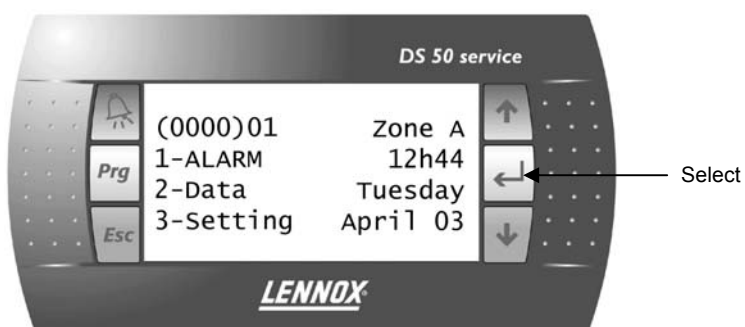 DS 50 service
(0000)01 Zone A
1-ALARM 12h44
Prg
2-Data Tuesday
3-Setting April 03
Esc
Select
LENNOX